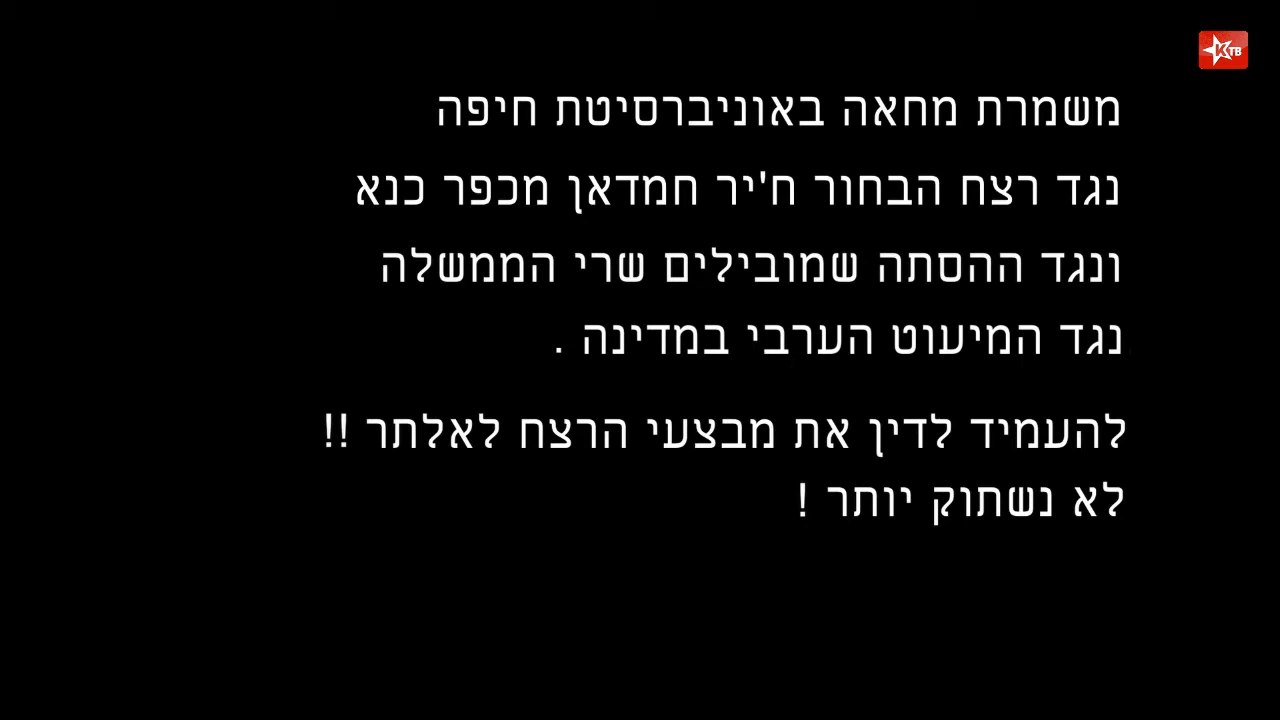 KTB
משמרת מחאה באוניברסיטת חיפה
נגד רצח הבחור ח'יר חמדאן מכפר כנא
ונגד ההסתה שמובילים שרי הממשלה
נגד המיעוט הערבי במדינה .
להעמיד לדין את מבצעי הרצח לאלתר !!
לא נשתוק יותר !